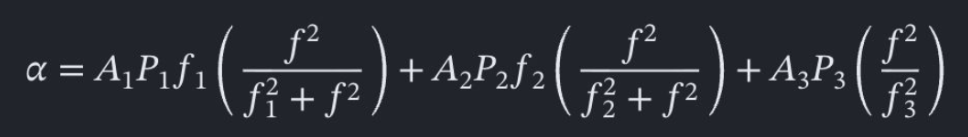 α = A₁P₁f₁(f²/(f₁² + f²)) + A₂P₂f₂(f²/(f₂² + f²)) + A₃P₃(f²/f₃²)